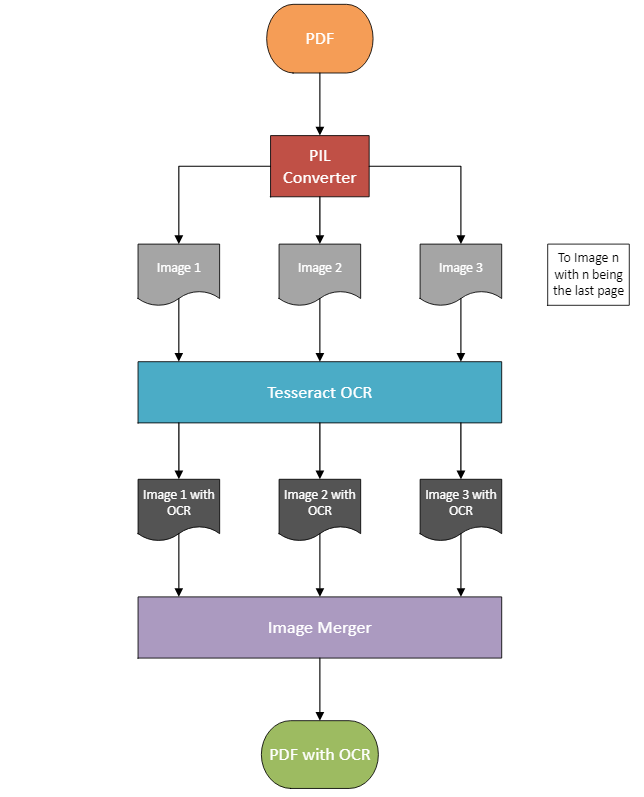 PDF
PIL
Converter
Image 1
Image 2
Image 3
To Image n
with n being
the last page
Tesseract OCR
Image 1 with
OCR
Image 2 with
OCR
Image 3 with
OCR
Image Merger
PDF with OCR